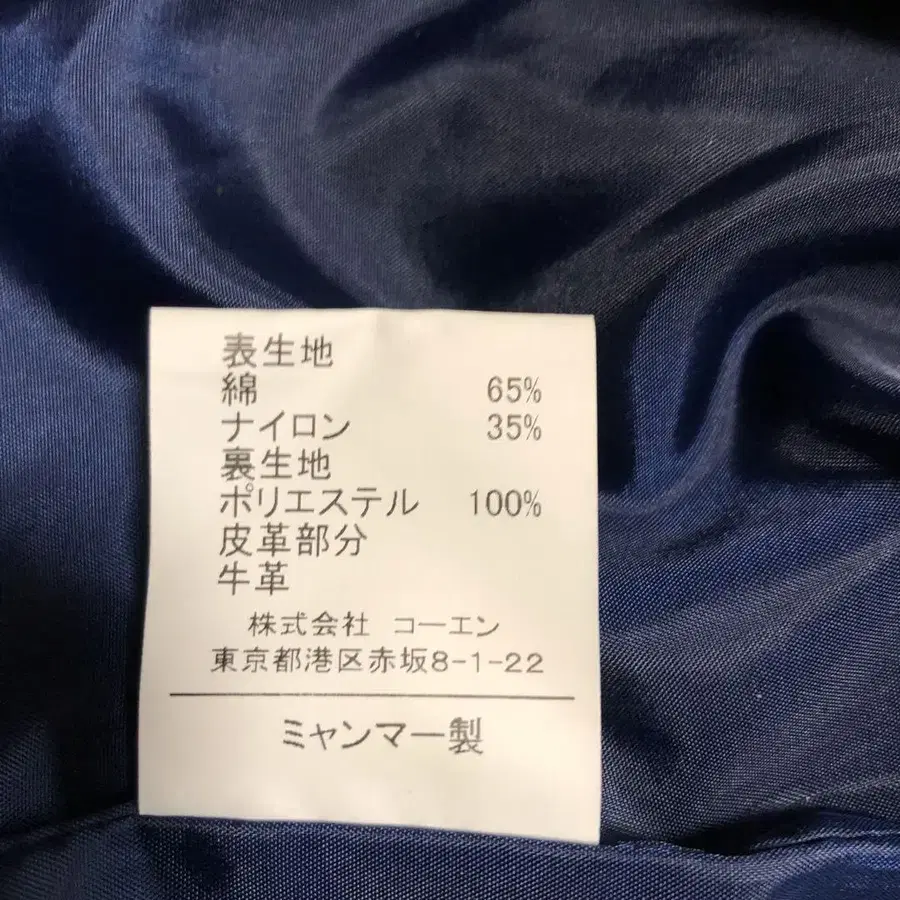 表生地
綿 65%
ナイロン 35%
裏生地
ポリエステル 100%
皮革部分
牛革
株式会社 コーエン
東京都港区赤坂8-1-22
ミャンマー製